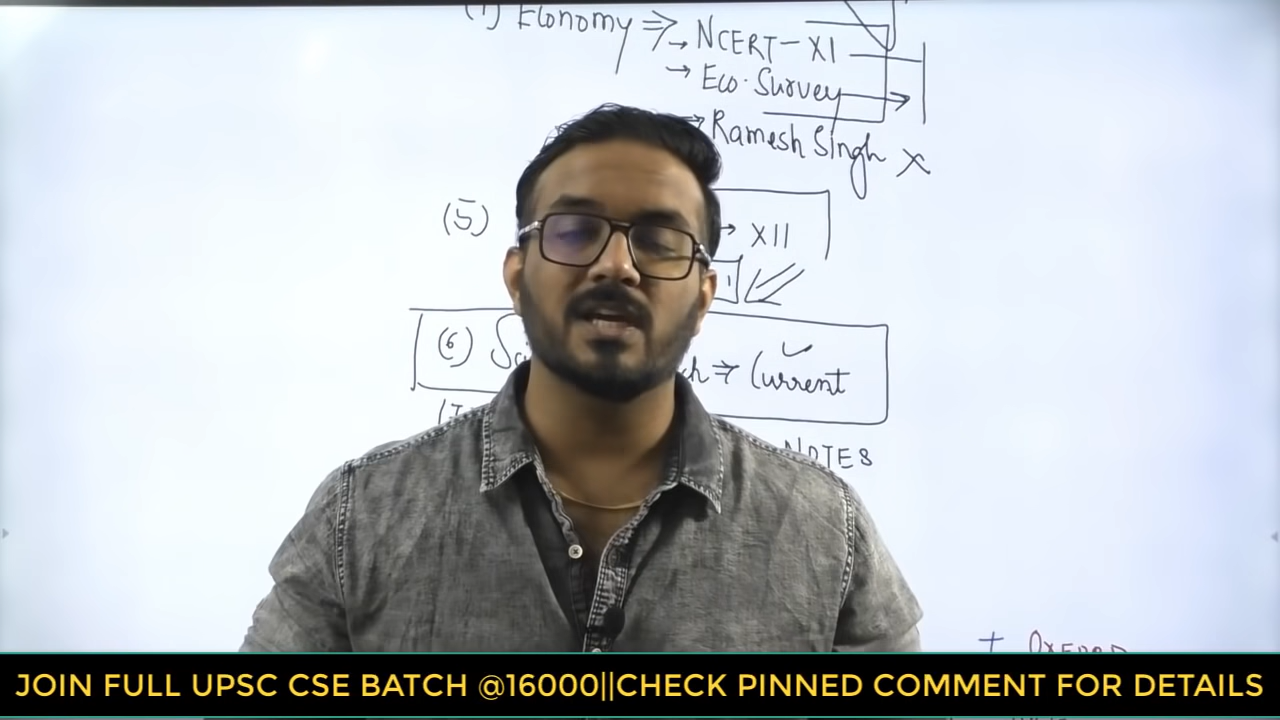 Economy ⇒ → NCERT - XI
→ Eco. Survey
⇒ Ramesh Singh X
(5) → XII
(6) ⇒ Current
NOTES
+ OXFORD
JOIN FULL UPSC CSE BATCH @16000||CHECK PINNED COMMENT FOR DETAILS